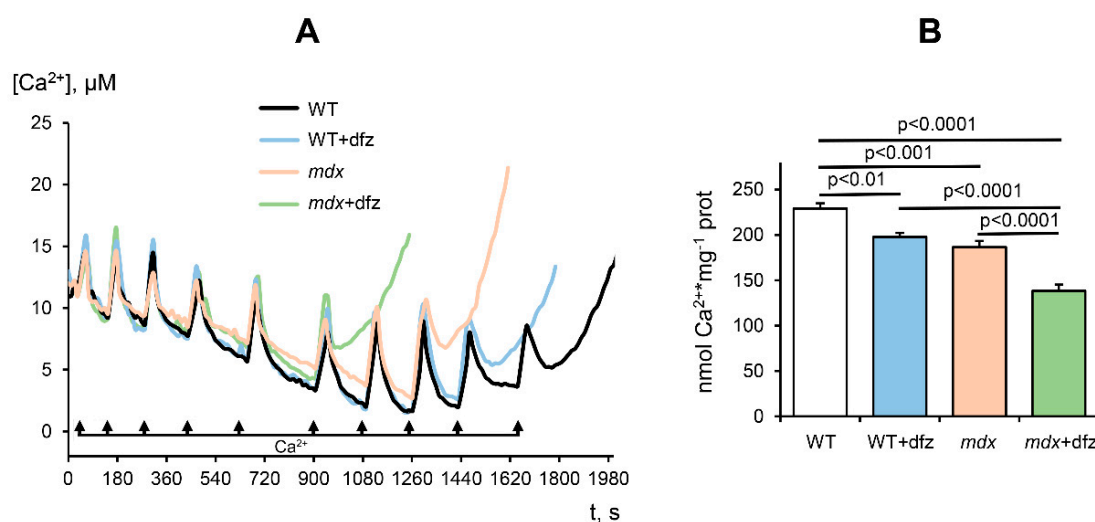 A
[Ca²⁺], µM
WT
WT+dfz
mdx
mdx+dfz
25
20
15
10
5
0
Ca²⁺
0 180 360 540 720 900 1080 1260 1440 1620 1800 1980
t, s
B
p<0.0001
p<0.001
p<0.01 p<0.0001
p<0.0001
nmol Ca²⁺*mg⁻¹ prot
250
200
150
100
50
0
WT WT+dfz mdx mdx+dfz